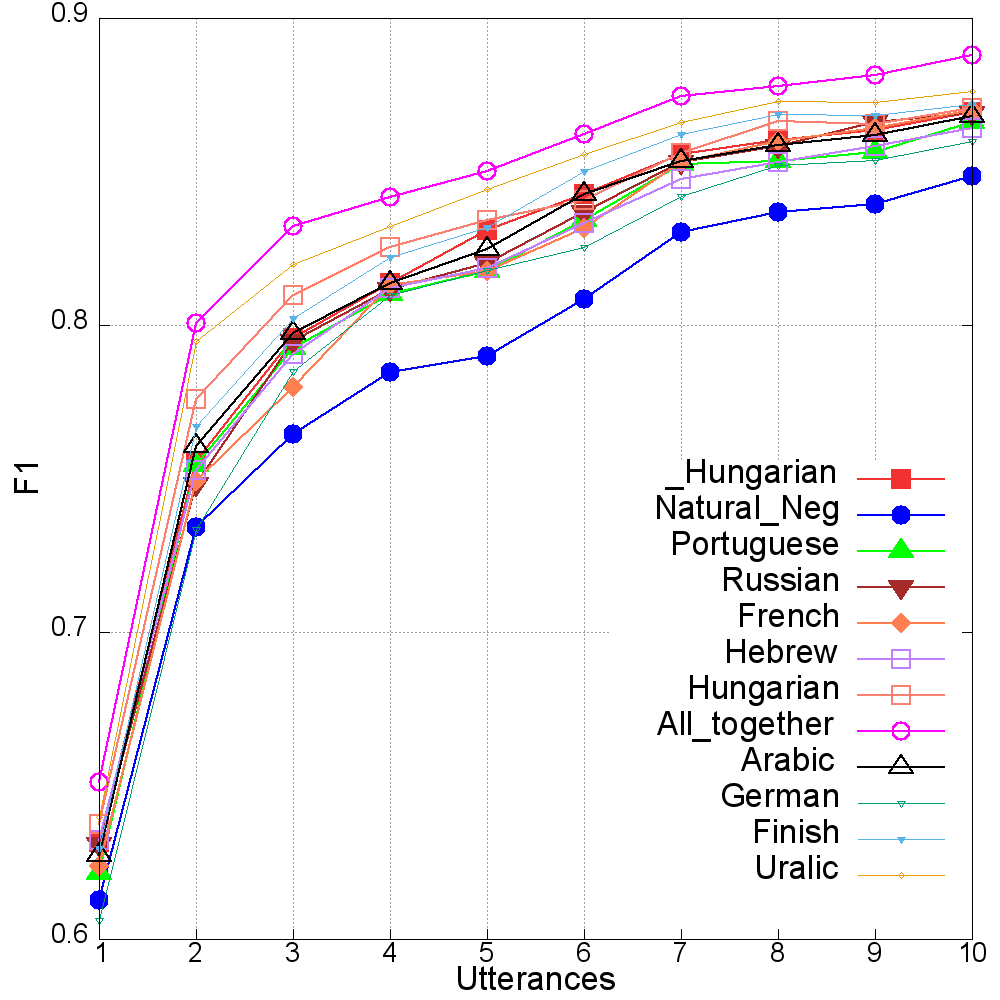 0.9
0.8
0.7
0.6
F1
_Hungarian
Natural_Neg
Portuguese
Russian
French
Hebrew
Hungarian
All_together
Arabic
German
Finish
Uralic
1 2 3 4 5 6 7 8 9 10
Utterances